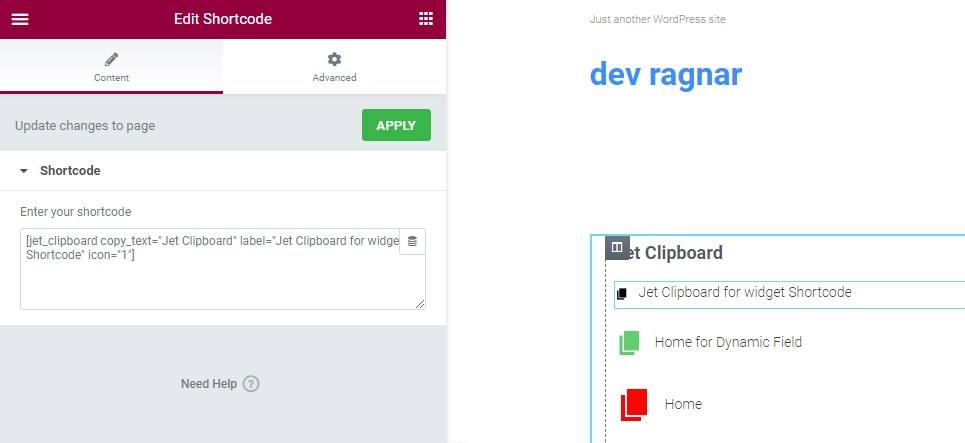 Edit Shortcode
Content
Advanced
Update changes to page
APPLY
Shortcode
Enter your shortcode
[jet_clipboard copy_text="Jet Clipboard" label="Jet Clipboard for widge
Shortcode" icon="1"]
Need Help ?
Just another WordPress site
dev ragnar
et Clipboard
Jet Clipboard for widget Shortcode
Home for Dynamic Field
Home